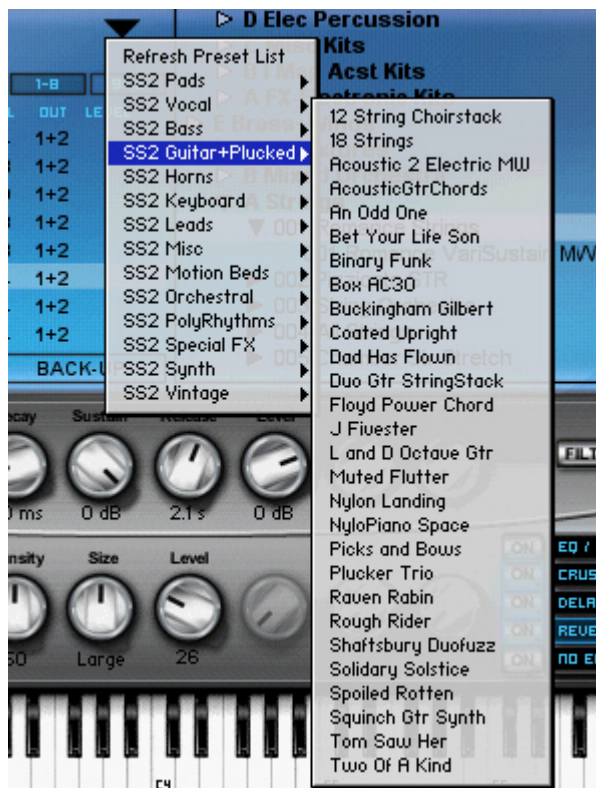 D Elec Percussion
Kits
Acst Kits
1-8
OUT
1+2
1+2
1+2
1+2
1+2
1+2
1+2
1+2
Refresh Preset List
SS2 Pads
SS2 Vocal
SS2 Bass
SS2 Guitar+Plucked
SS2 Horns
SS2 Keyboard
SS2 Leads
SS2 Misc
SS2 Motion Beds
SS2 Orchestral
SS2 PolyRhythms
SS2 Special FX
SS2 Synth
SS2 Vintage
12 String Choirstack
18 Strings
Acoustic 2 Electric MW
AcousticGtrChords
An Odd One
Bet Your Life Son
Binary Funk
Box AC30
Buckingham Gilbert
Coated Upright
Dad Has Flown
Duo Gtr StringStack
Floyd Power Chord
J Fivester
L and D Octave Gtr
Muted Flutter
Nylon Landing
NyloPiano Space
Picks and Bows
Plucker Trio
Raven Rabin
Rough Rider
Shaftsbury Duofuzz
Solidary Solstice
Spoiled Rotten
Squinch Gtr Synth
Tom Saw Her
Two Of A Kind
Sustain
Release
Level
0 dB
2.1 s
0 dB
Size
Level
Large
26
ON
ON
ON
ON
ON
EQ /
C4